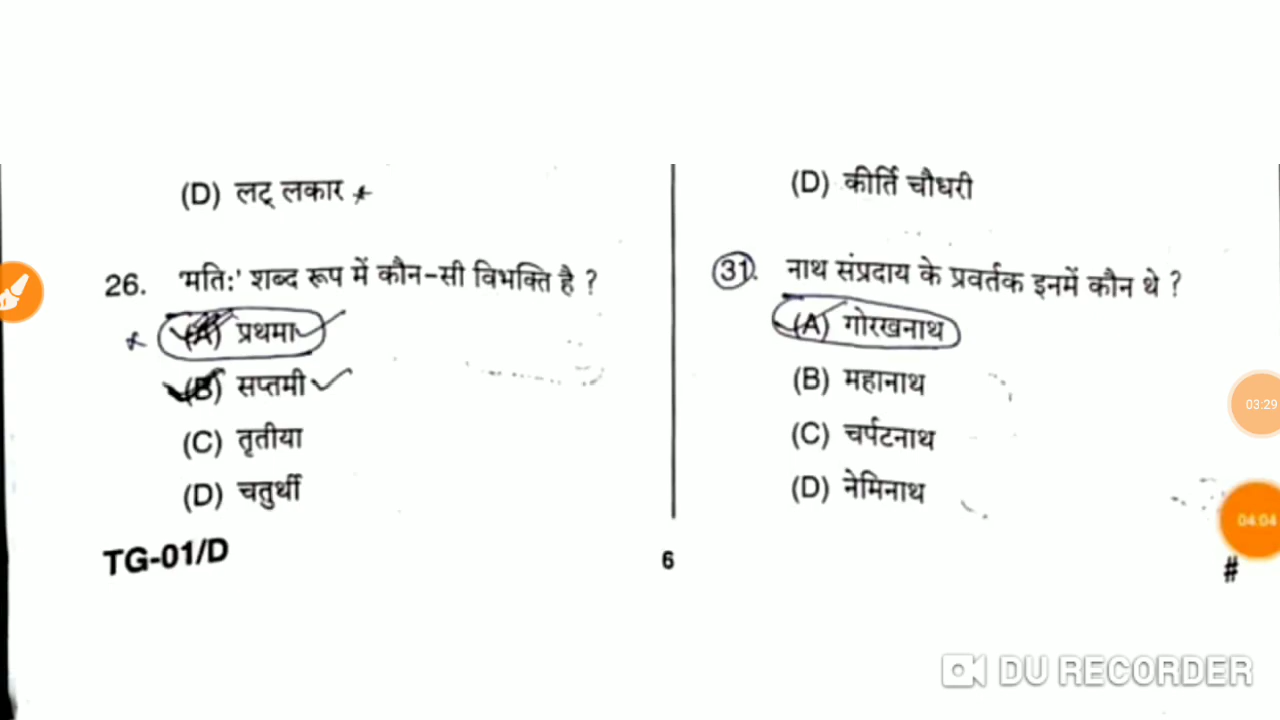 (D) लट् लकार
26. 'मतिः' शब्द रूप में कौन-सी विभक्ति है ?
(A) प्रथमा
(B) सप्तमी
(C) तृतीया
(D) चतुर्थी
TG-01/D
(D) कीर्ति चौधरी
31. नाथ संप्रदाय के प्रवर्तक इनमें कौन थे ?
(A) गोरखनाथ
(B) महानाथ
(C) चर्पटनाथ
(D) नेमिनाथ
6
#
03:29
04:04
DU RECORDER